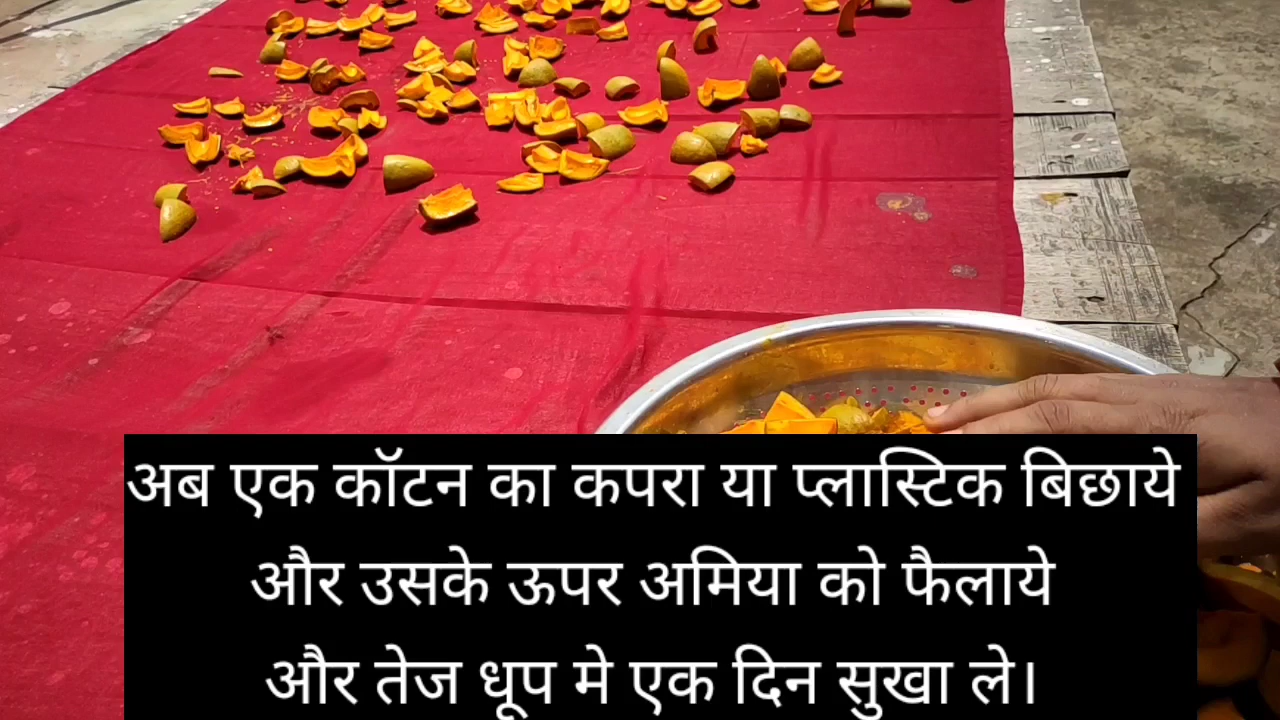 अब एक कॉटन का कपरा या प्लास्टिक बिछाये
और उसके ऊपर अमिया को फैलाये
और तेज धूप मे एक दिन सुखा ले।